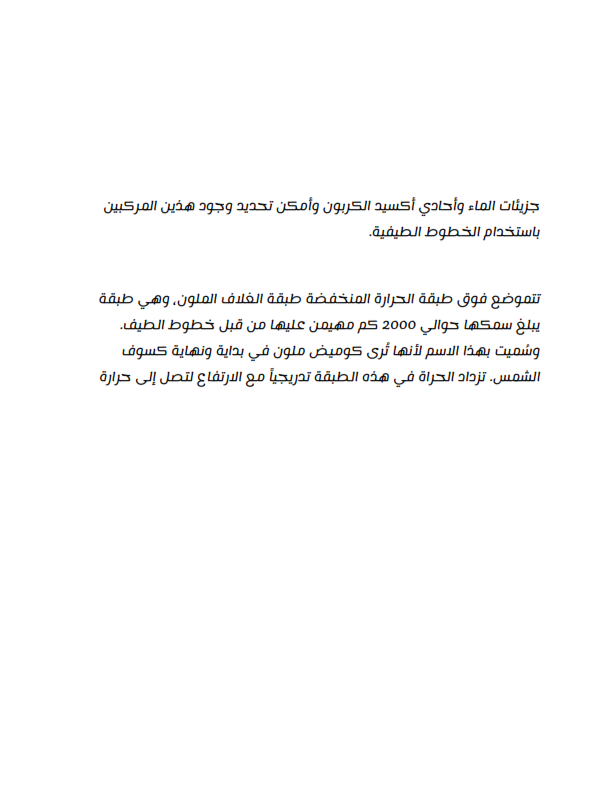 جزيئات الماء وأحادي أكسيد الكربون وأمكن تحديد وجود هذين المركبين
باستخدام الخطوط الطيفية.
تتموضع فوق طبقة الحرارة المنخفضة طبقة الغلاف الملون، وهي طبقة
يبلغ سمكها حوالي 2000 كم مهيمن عليها من قبل خطوط الطيف.
وسُميت بهذا الاسم لأنها تُرى كوميض ملون في بداية ونهاية كسوف
الشمس. تزداد الحراة في هذه الطبقة تدريجياً مع الارتفاع لتصل إلى حرارة